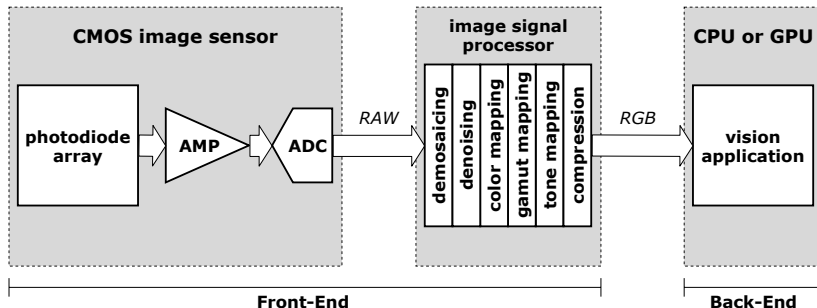 CMOS image sensor
photodiode
array
AMP
ADC
RAW
image signal
processor
demosaicing
denoising
color mapping
gamut mapping
tone mapping
compression
RGB
CPU or GPU
vision
application
Front-End
Back-End